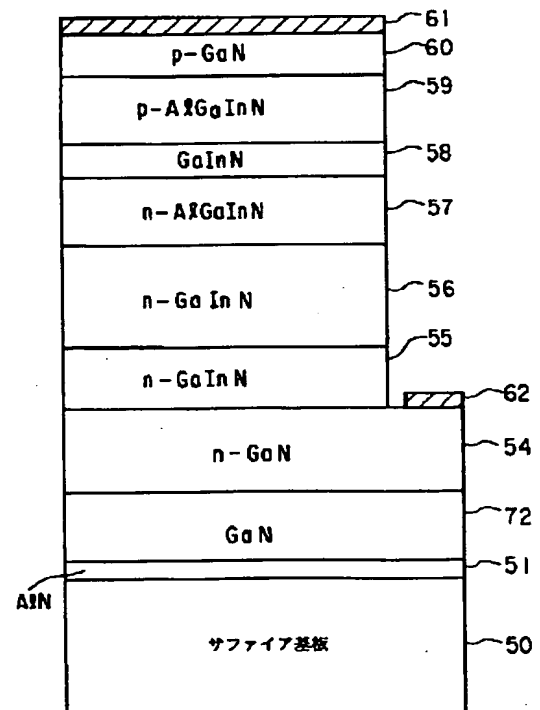 61
p-GaN
60
59
p-AlGaInN
GaInN
58
n-AlGaInN
57
n-GaInN
56
55
n-GaInN
62
n-GaN
54
GaN
72
51
AlN
サファイア基板
50